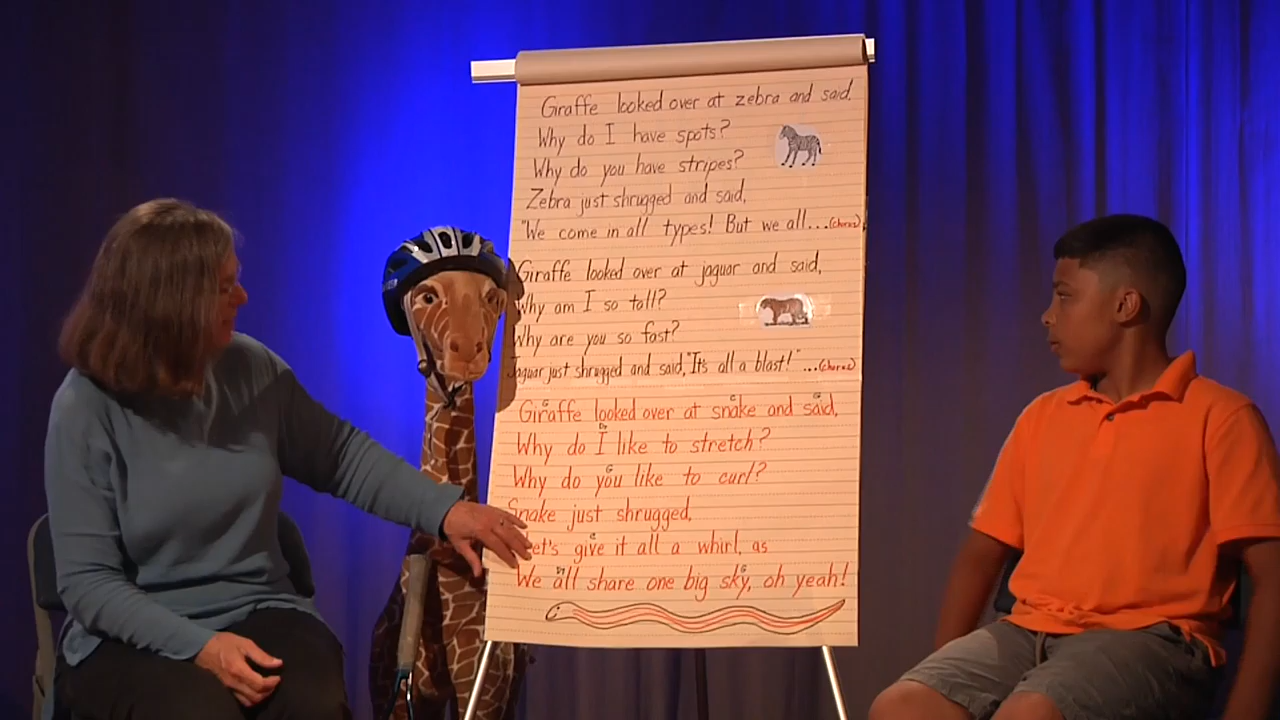 Giraffe looked over at zebra and said,
Why do I have spots?
Why do you have stripes?
Zebra just shrugged and said,
"We come in all types! But we all...(chorus)
Giraffe looked over at jaguar and said,
Why am I so tall?
Why are you so fast?
Jaguar just shrugged and said, "It's all a blast!" ...(chorus)
G C G
Giraffe looked over at snake and said,
D7
Why do I like to stretch?
G
Why do you like to curl?
Snake just shrugged,
C
Let's give it all a whirl, as
D7 G
We all share one big sky, oh yeah!